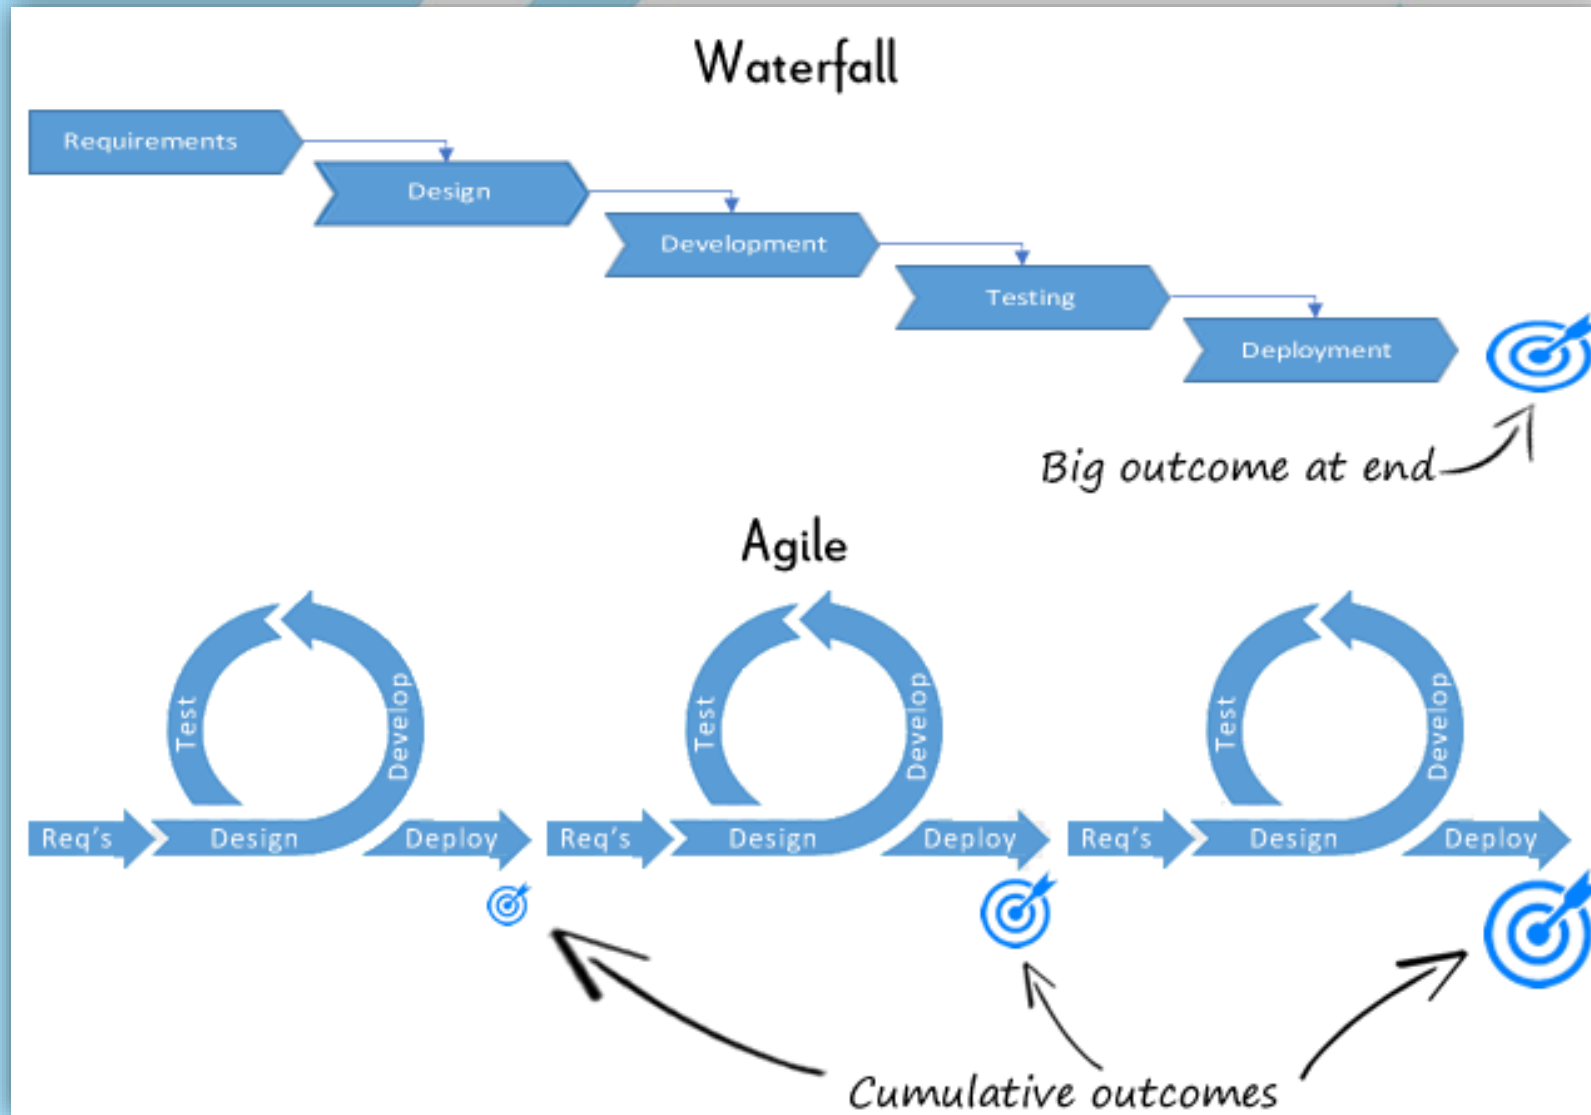 Waterfall
Requirements
Design
Development
Testing
Deployment
Big outcome at end
Agile
Test
Develop
Req's
Design
Deploy
Test
Develop
Req's
Design
Deploy
Test
Develop
Req's
Design
Deploy
Cumulative outcomes